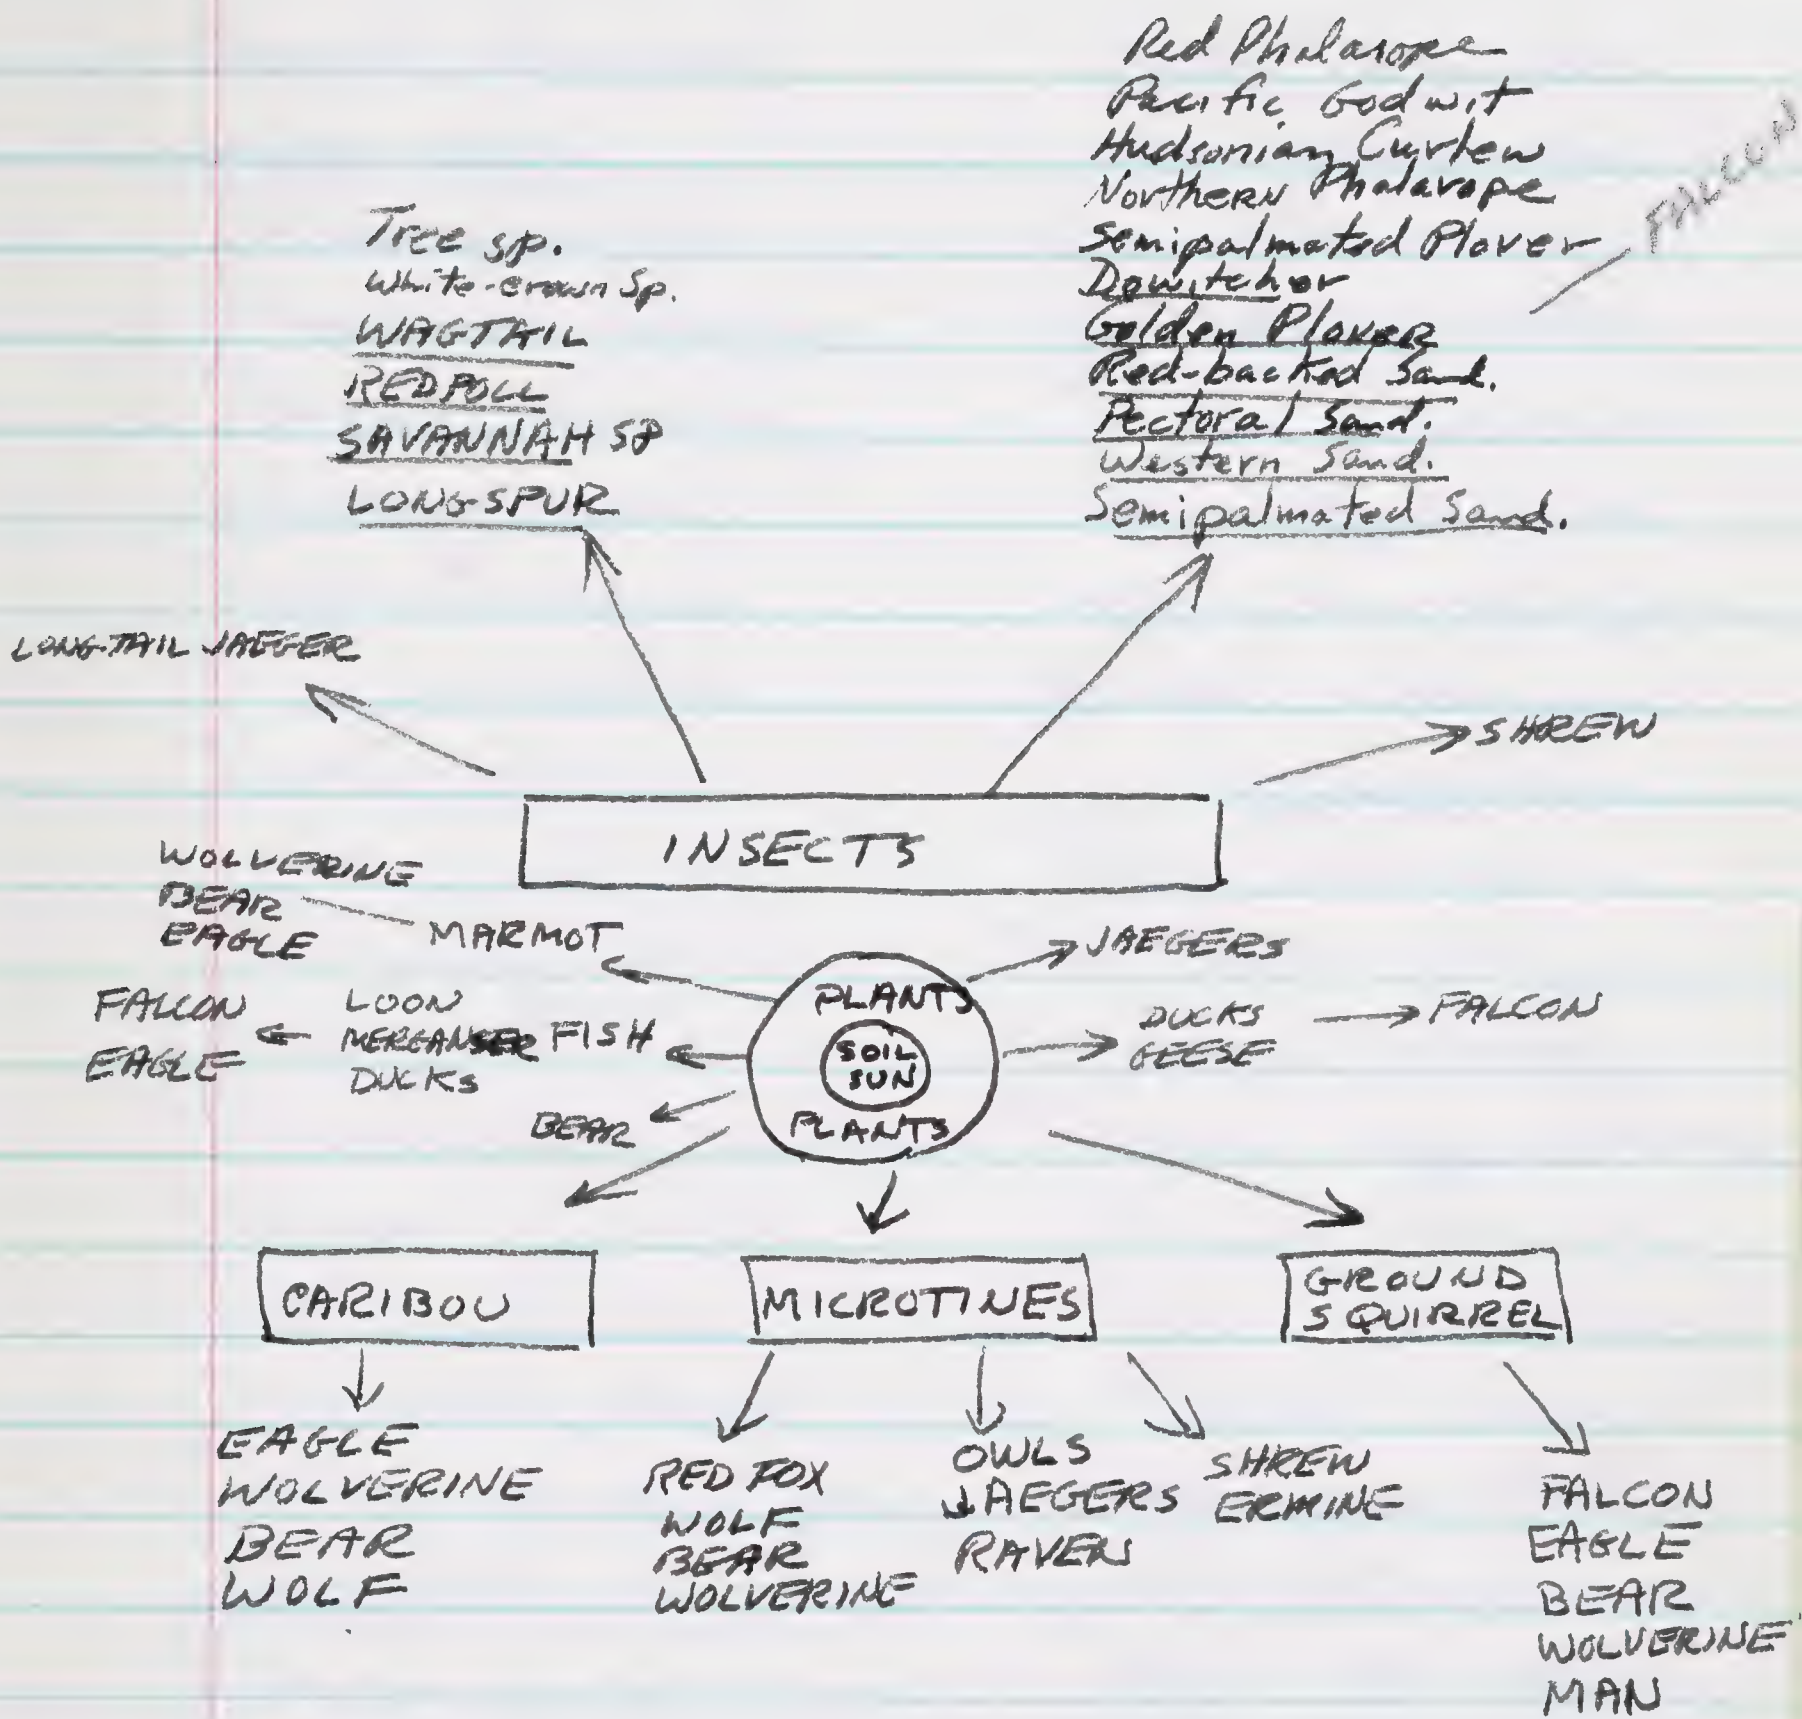 Red Phalarope
Pacific Godwit
Hudsonian Curlew
Northern Phalarope
Semipalmated Plover
Dowitcher
Golden Plover
Red-backed Sand.
Pectoral Sand.
Western Sand.
Semipalmated Sand.
FALCON
Tree sp.
White-crown Sp.
WAGTAIL
REDPOLL
SAVANNAH SP
LONG-SPUR
LONG-TAIL JAEGER
SHREW
INSECTS
WOLVERINE
BEAR
EAGLE
MARMOT
JAEGERS
FALCON
EAGLE
LOON
MERGANSER FISH
DUCKS
BEAR
PLANTS
SOIL
SUN
PLANTS
DUCKS
GEESE
FALCON
CARIBOU
MICROTINES
GROUND
SQUIRREL
EAGLE
WOLVERINE
BEAR
WOLF
RED FOX
WOLF
BEAR
WOLVERINE
OWLS
JAEGERS
RAVEN
SHREW
ERMINE
FALCON
EAGLE
BEAR
WOLVERINE
MAN